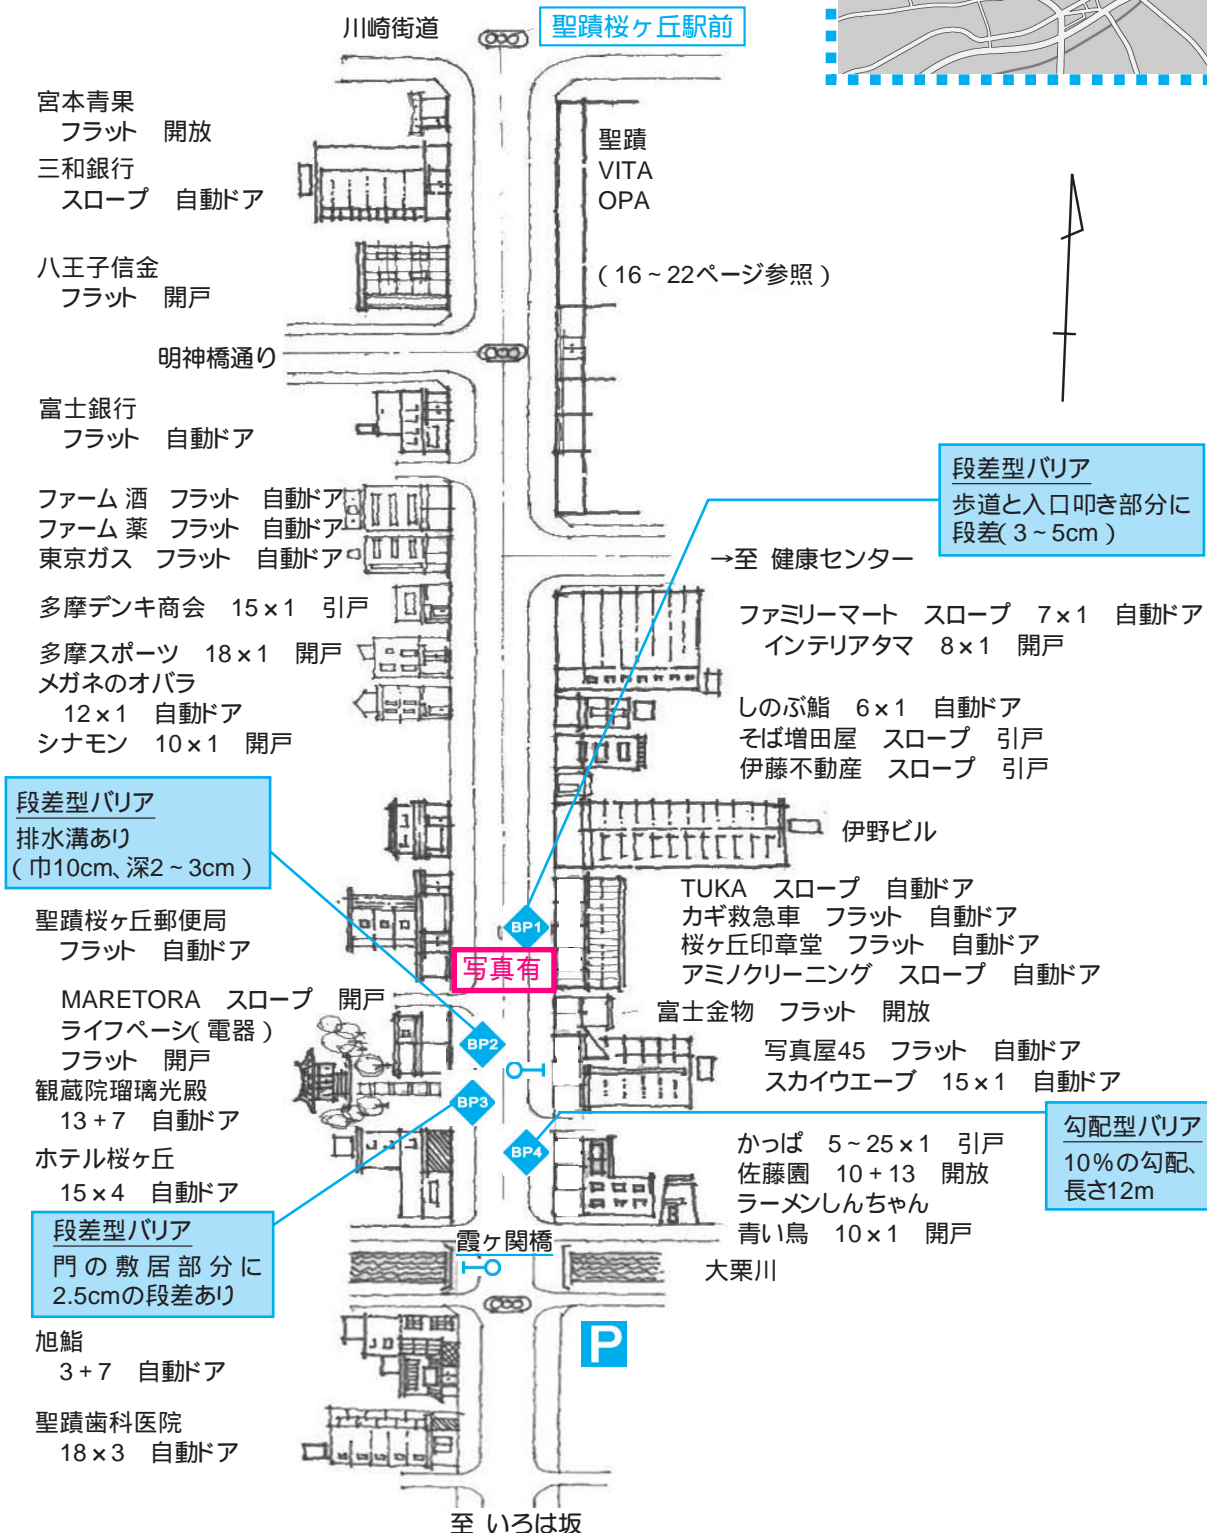 川崎街道
聖蹟桜ヶ丘駅前
宮本青果
フラット　開放
三和銀行
スロープ　自動ドア
八王子信金
フラット　開戸
明神橋通り
富士銀行
フラット　自動ドア
ファーム 酒　フラット　自動ドア
ファーム 薬　フラット　自動ドア
東京ガス　フラット　自動ドア
多摩デンキ商会　15×1　引戸
多摩スポーツ　18×1　開戸
メガネのオバラ
12×1　自動ドア
シナモン　10×1　開戸
段差型バリア
排水溝あり
(巾10cm、深2~3cm)
聖蹟桜ヶ丘郵便局
フラット　自動ドア
MARETORA　スロープ　開戸
ライフペーシ(電器)
フラット　開戸
観蔵院瑠璃光殿
13+7　自動ドア
ホテル桜ヶ丘
15×4　自動ドア
段差型バリア
門の敷居部分に
2.5cmの段差あり
旭鮨
3+7　自動ドア
聖蹟歯科医院
18×3　自動ドア
聖蹟
VITA
OPA
(16~22ページ参照)
段差型バリア
歩道と入口叩き部分に
段差(3~5cm)
→至 健康センター
ファミリーマート　スロープ　7×1　自動ドア
インテリアタマ　8×1　開戸
しのぶ鮨　6×1　自動ドア
そば増田屋　スロープ　引戸
伊藤不動産　スロープ　引戸
伊野ビル
TUKA　スロープ　自動ドア
カギ救急車　フラット　自動ドア
桜ヶ丘印章堂　フラット　自動ドア
アミノクリーニング　スロープ　自動ドア
BP1
写真有
富士金物　フラット　開放
BP2
写真屋45　フラット　自動ドア
スカイウエーブ　15×1　自動ドア
BP3
BP4
かっぱ　5~25×1　引戸
佐藤園　10+13　開放
ラーメンしんちゃん
青い鳥　10×1　開戸
勾配型バリア
10%の勾配、
長さ12m
霞ヶ関橋
大栗川
P
至 いろは坂